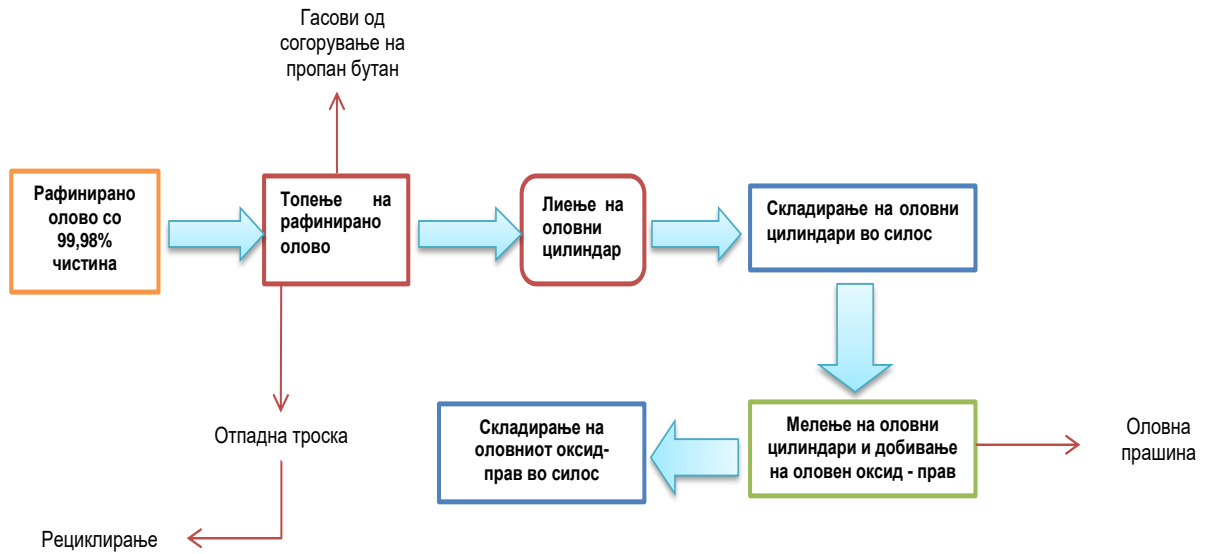 Гасови од
согорување на
пропан бутан
Рафинирано
олово со
99,98%
чистина
Топење на
рафинирано
олово
Лиење на
оловни
цилиндар
Складирање на оловни
цилиндари во силос
Отпадна троска
Рециклирање
Складирање на
оловниот оксид-
прав во силос
Мелење на оловни
цилиндари и добивање
на оловен оксид - прав
Оловна
прашина